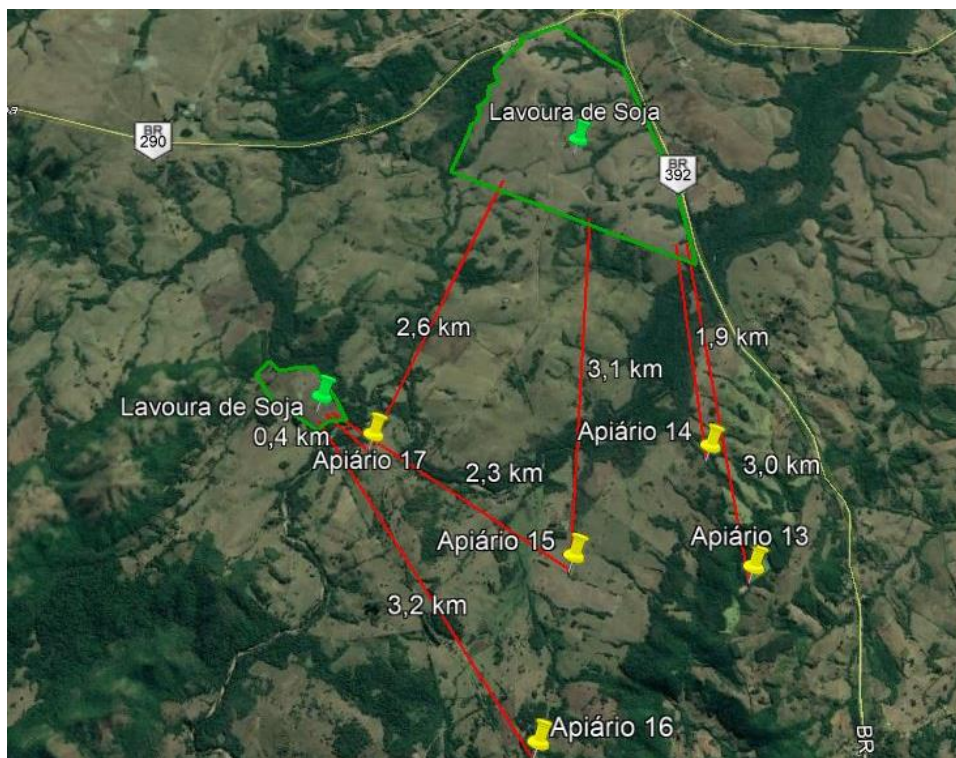 Lavoura de Soja
BR
290
BR
392
2,6 km
1,9 km
3,1 km
Lavoura de Soja
0,4 km
Apiário 14
Apiário 17
2,3 km
3,0 km
Apiário 15
Apiário 13
3,2 km
Apiário 16
BR